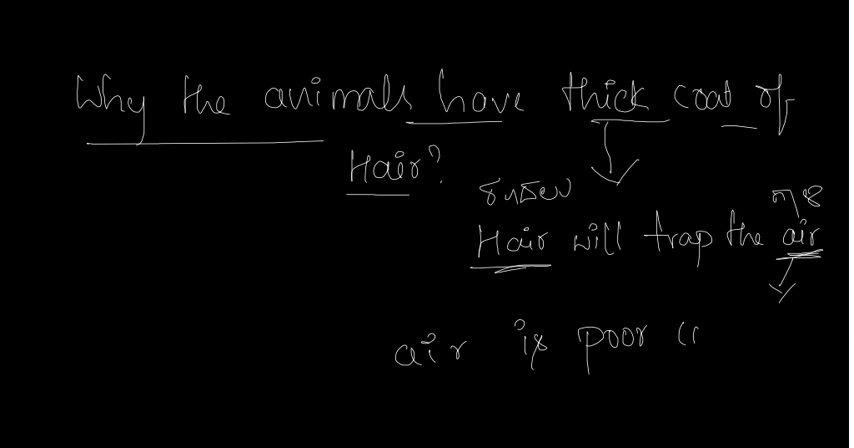 Why the animals have thick coat of
Hair?
Hair will trap the air
air is poor